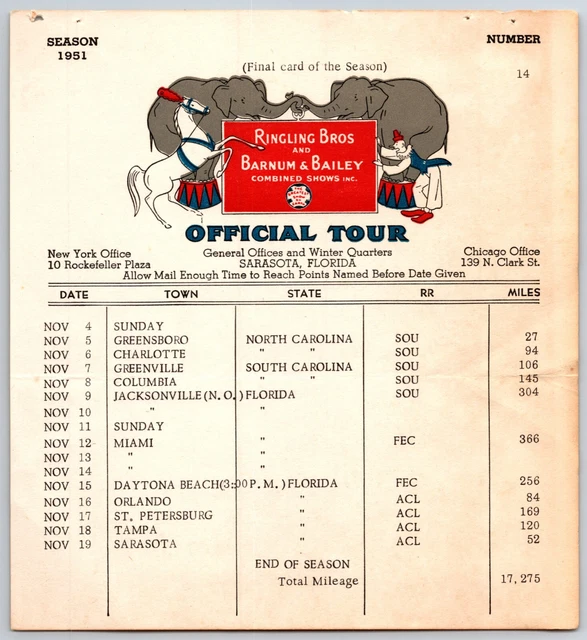 SEASON
1951
NUMBER
14
(Final card of the Season)
RINGLING BROS
AND
BARNUM & BAILEY
COMBINED SHOWS INC.
THE GREATEST SHOW ON EARTH
OFFICIAL TOUR
New York Office
10 Rockefeller Plaza
General Offices and Winter Quarters
SARASOTA, FLORIDA
Chicago Office
139 N. Clark St.
Allow Mail Enough Time to Reach Points Named Before Date Given
DATE TOWN STATE RR MILES
NOV 4 SUNDAY
NOV 5 GREENSBORO NORTH CAROLINA SOU 27
NOV 6 CHARLOTTE " " SOU 94
NOV 7 GREENVILLE SOUTH CAROLINA SOU 106
NOV 8 COLUMBIA " " SOU 145
NOV 9 JACKSONVILLE(N.O.) FLORIDA SOU 304
NOV 10 " "
NOV 11 SUNDAY
NOV 12 MIAMI " FEC 366
NOV 13 " "
NOV 14 " "
NOV 15 DAYTONA BEACH(3:00P.M.)FLORIDA FEC 256
NOV 16 ORLANDO " ACL 84
NOV 17 ST. PETERSBURG " ACL 169
NOV 18 TAMPA " ACL 120
NOV 19 SARASOTA " ACL 52
END OF SEASON
Total Mileage 17,275